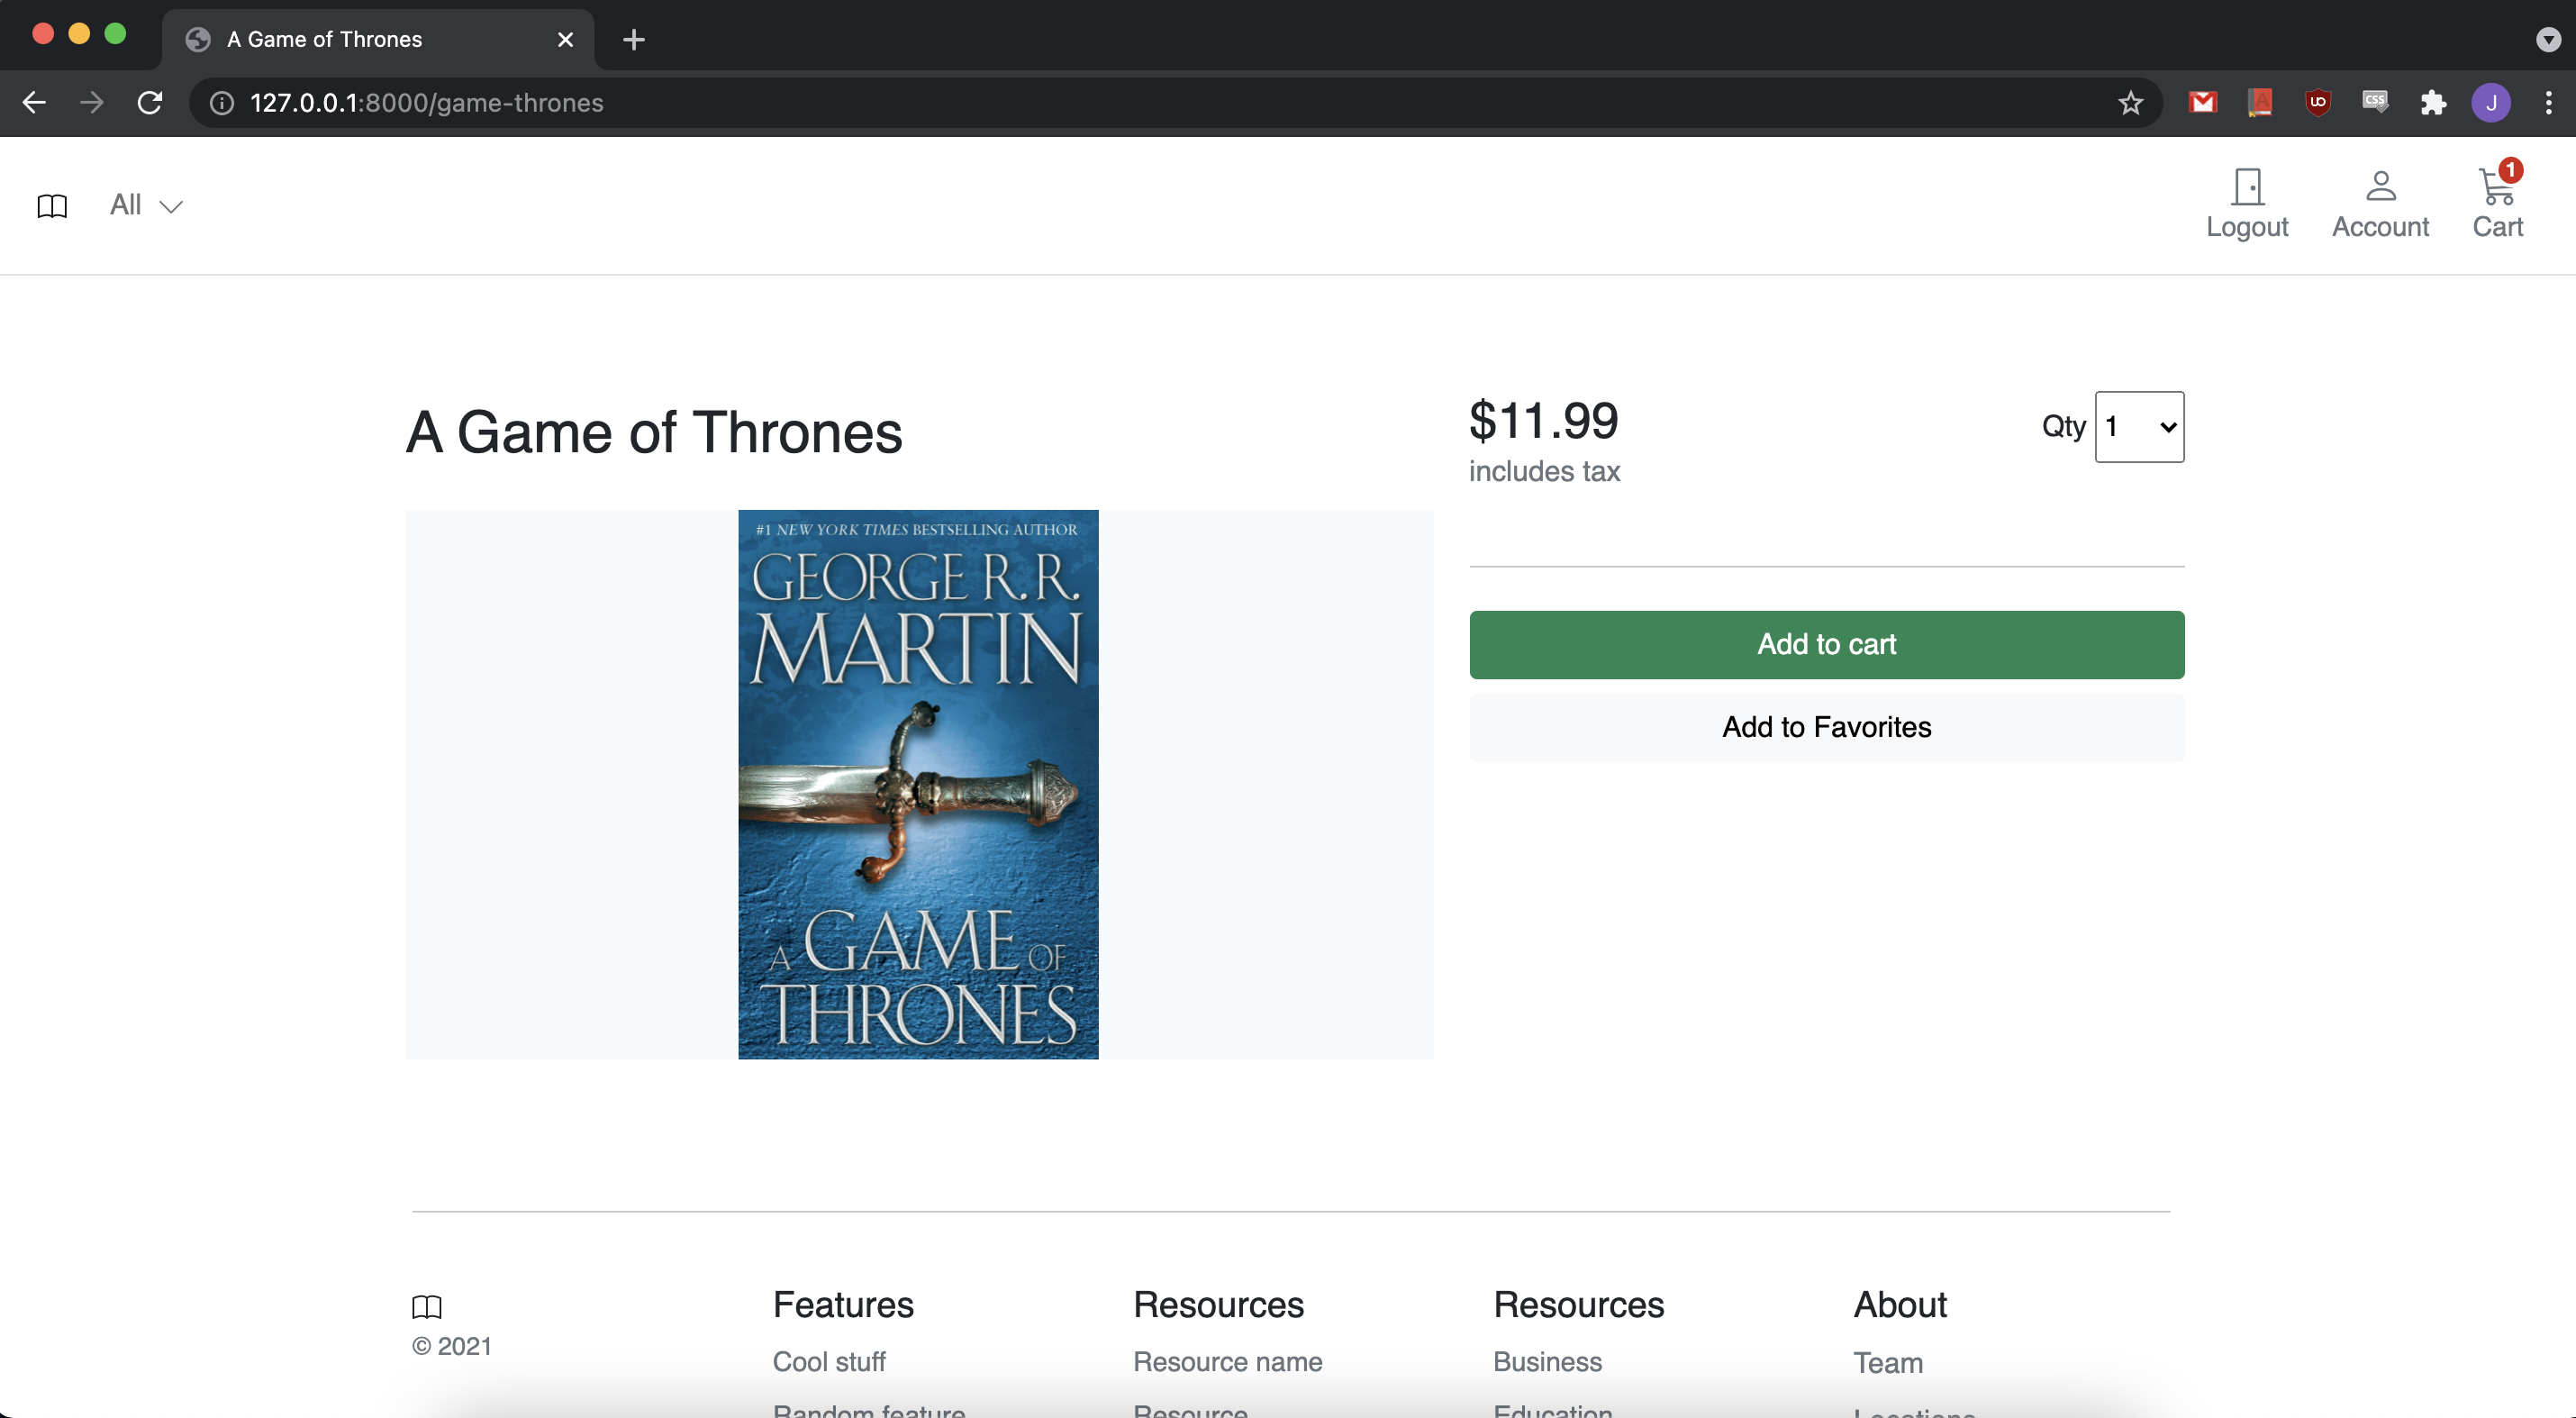 A Game of Thrones
127.0.0.1:8000/game-thrones
CSS
J
All
1
Logout
Account
Cart
A Game of Thrones
$11.99
includes tax
Qty 1
#1 NEW YORK TIMES BESTSELLING AUTHOR
GEORGE R.R.
MARTIN
A GAME OF
THRONES
Add to cart
Add to Favorites
© 2021
Features
Cool stuff
Random feature
Resources
Resource name
Resource
Resources
Business
Education
About
Team
Locations